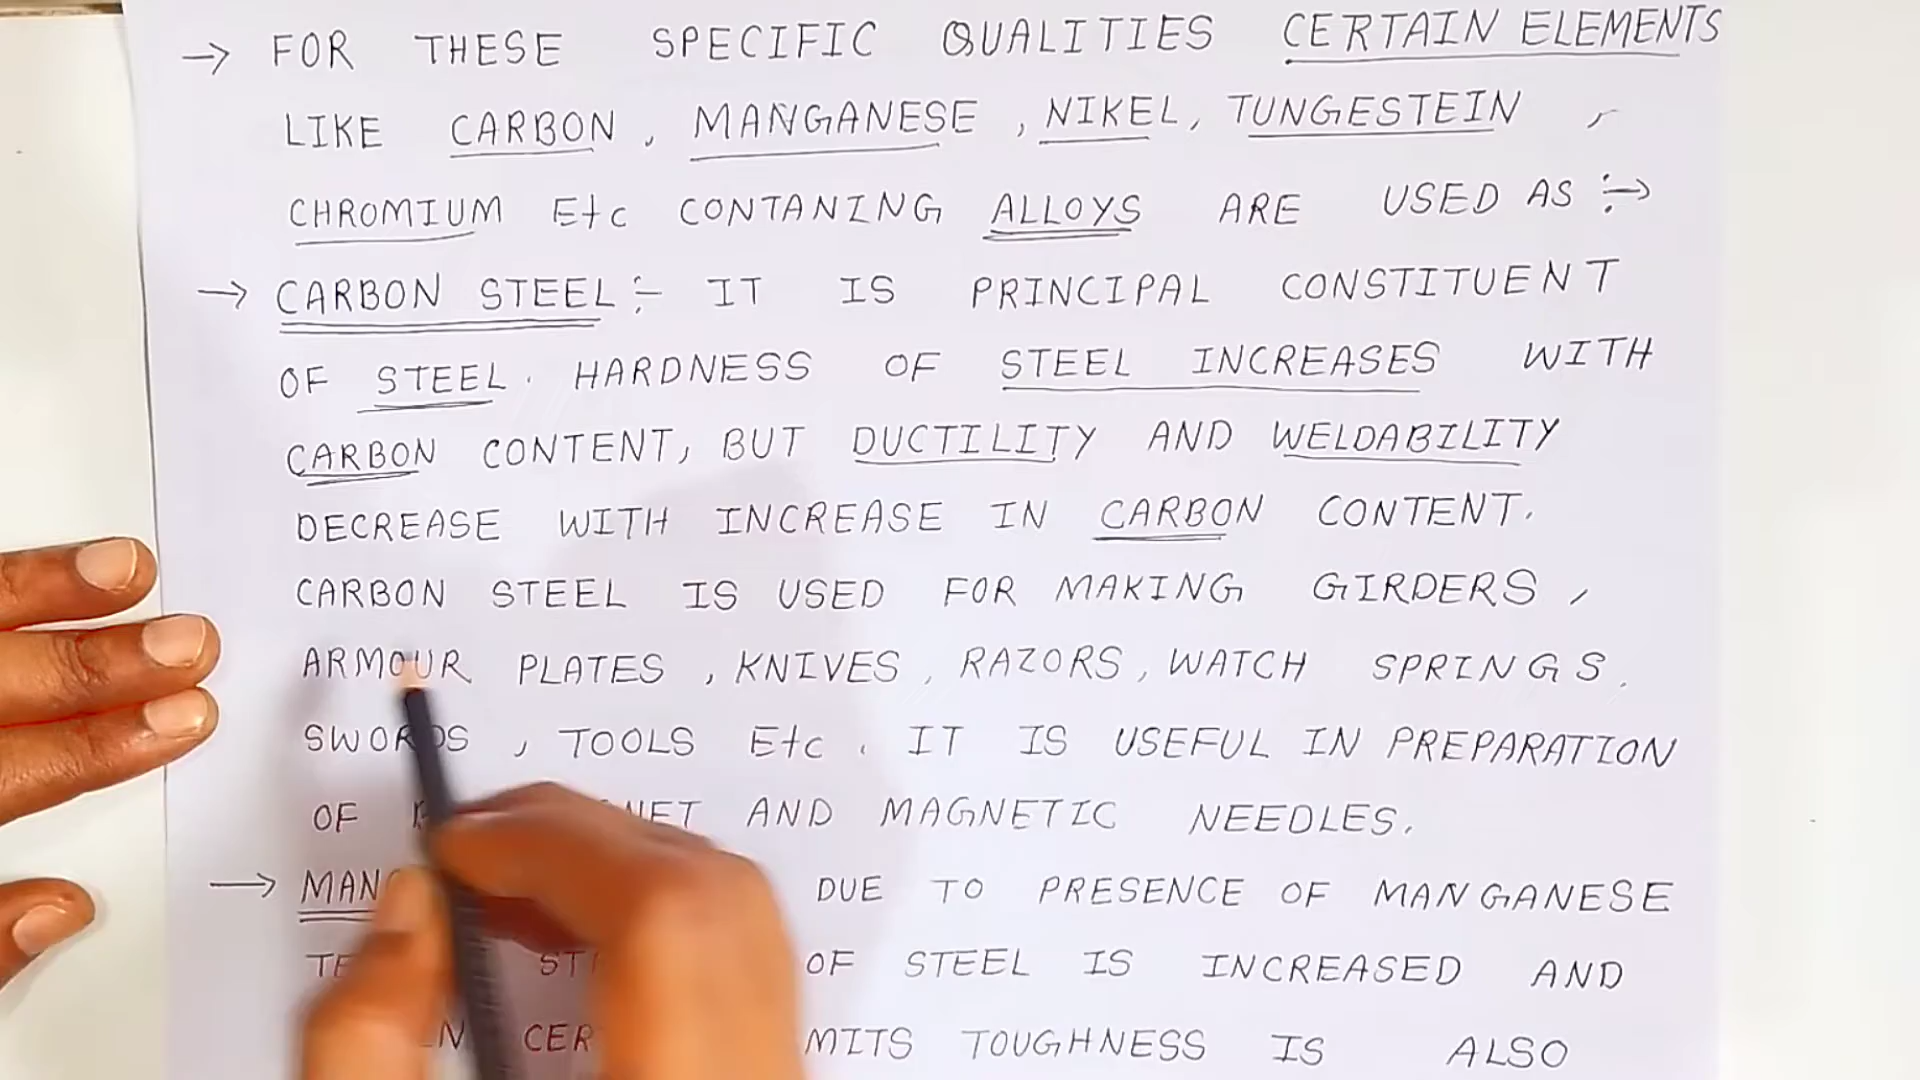 → FOR THESE SPECIFIC QUALITIES CERTAIN ELEMENTS
LIKE CARBON, MANGANESE, NIKEL, TUNGESTEIN,
CHROMIUM Etc CONTANING ALLOYS ARE USED AS :→
→ CARBON STEEL:- IT IS PRINCIPAL CONSTITUENT
OF STEEL. HARDNESS OF STEEL INCREASES WITH
CARBON CONTENT, BUT DUCTILITY AND WELDABILITY
DECREASE WITH INCREASE IN CARBON CONTENT.
CARBON STEEL IS USED FOR MAKING GIRDERS,
ARMOUR PLATES, KNIVES, RAZORS, WATCH SPRINGS.
SWORDS, TOOLS Etc. IT IS USEFUL IN PREPARATION
OF AND MAGNETIC NEEDLES.
→ DUE TO PRESENCE OF MANGANESE
OF STEEL IS INCREASED AND
TOUGHNESS IS ALSO